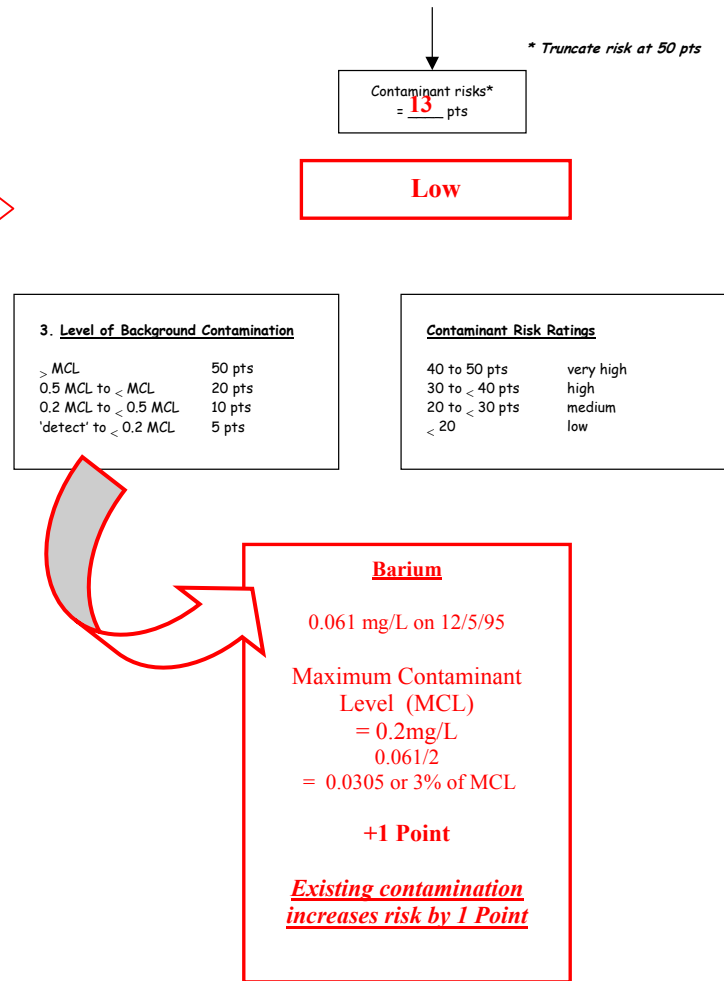 * Truncate risk at 50 pts
Contaminant risks*
= 13 pts
Low
3. Level of Background Contamination
> MCL 50 pts
0.5 MCL to < MCL 20 pts
0.2 MCL to < 0.5 MCL 10 pts
'detect' to < 0.2 MCL 5 pts
Contaminant Risk Ratings
40 to 50 pts very high
30 to < 40 pts high
20 to < 30 pts medium
< 20 low
Barium
0.061 mg/L on 12/5/95
Maximum Contaminant
Level (MCL)
= 0.2mg/L
0.061/2
= 0.0305 or 3% of MCL
+1 Point
Existing contamination
increases risk by 1 Point